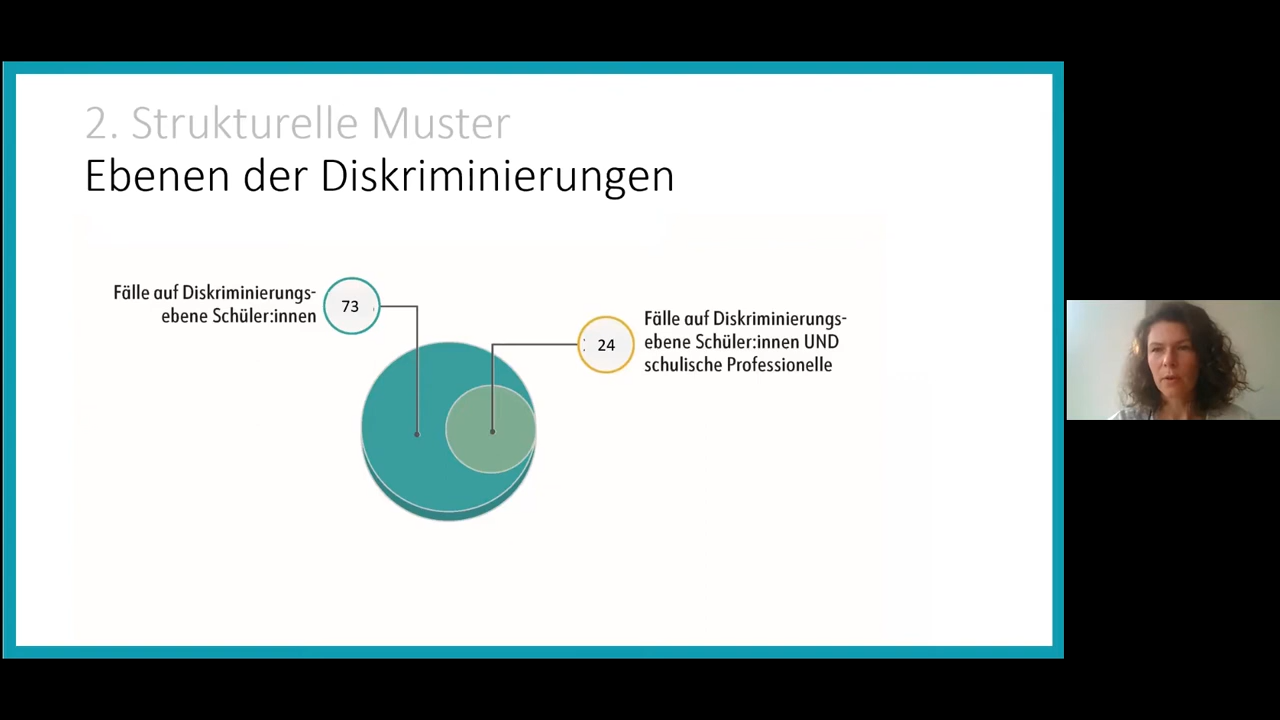 2. Strukturelle Muster
Ebenen der Diskriminierungen
Fälle auf Diskriminierungs-
ebene Schüler:innen
73
24
Fälle auf Diskriminierungs-
ebene Schüler:innen UND
schulische Professionelle